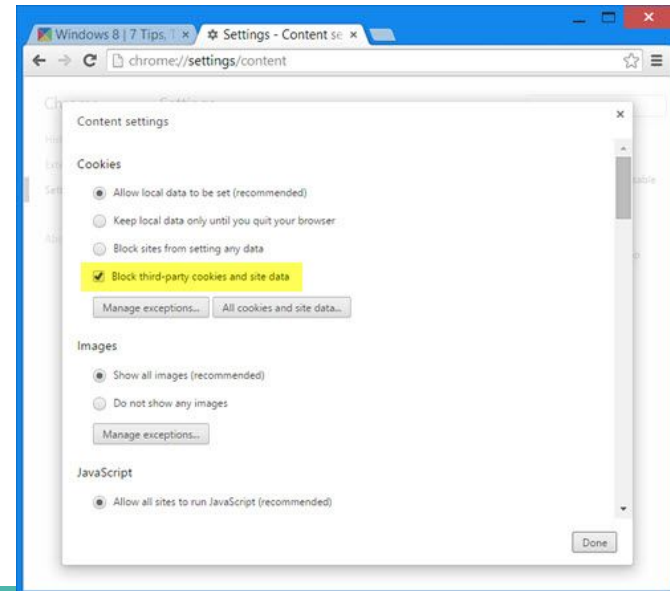 Windows 8 | 7 Tips, T
Settings - Content se
chrome://settings/content
Content settings
Cookies
Allow local data to be set (recommended)
Keep local data only until you quit your browser
Block sites from setting any data
Block third-party cookies and site data
Manage exceptions... All cookies and site data...
Images
Show all images (recommended)
Do not show any images
Manage exceptions...
JavaScript
Allow all sites to run JavaScript (recommended)
Done